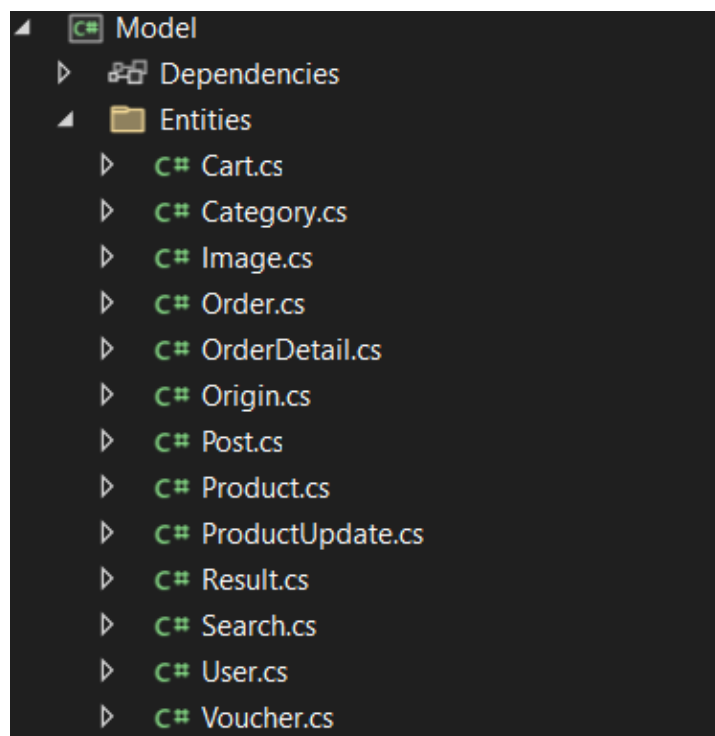 C# Model
Dependencies
Entities
C# Cart.cs
C# Category.cs
C# Image.cs
C# Order.cs
C# OrderDetail.cs
C# Origin.cs
C# Post.cs
C# Product.cs
C# ProductUpdate.cs
C# Result.cs
C# Search.cs
C# User.cs
C# Voucher.cs